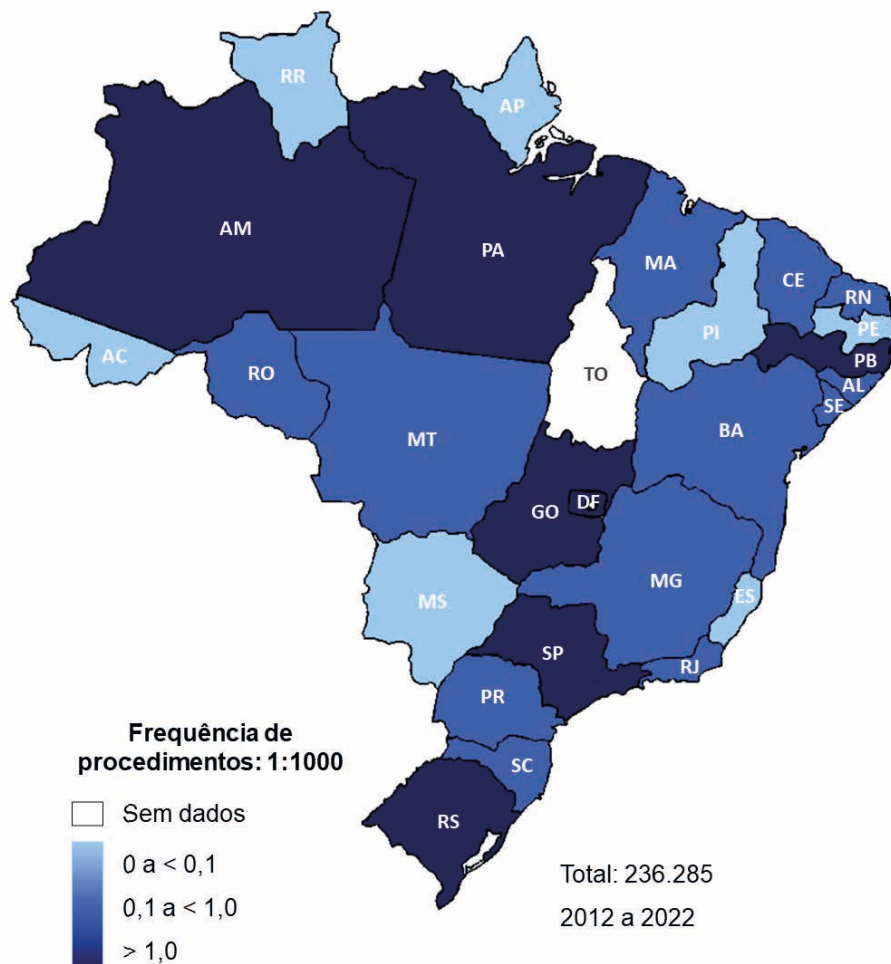 RR
AP
AM
PA
MA
CE
RN
PE
PI
PB
AC
TO
AL
RO
SE
BA
MT
DF
GO
MG
ES
MS
SP
RJ
PR
Frequência de
procedimentos: 1:1000
SC
Sem dados
RS
0 a < 0,1
Total: 236.285
0,1 a < 1,0
2012 a 2022
> 1,0